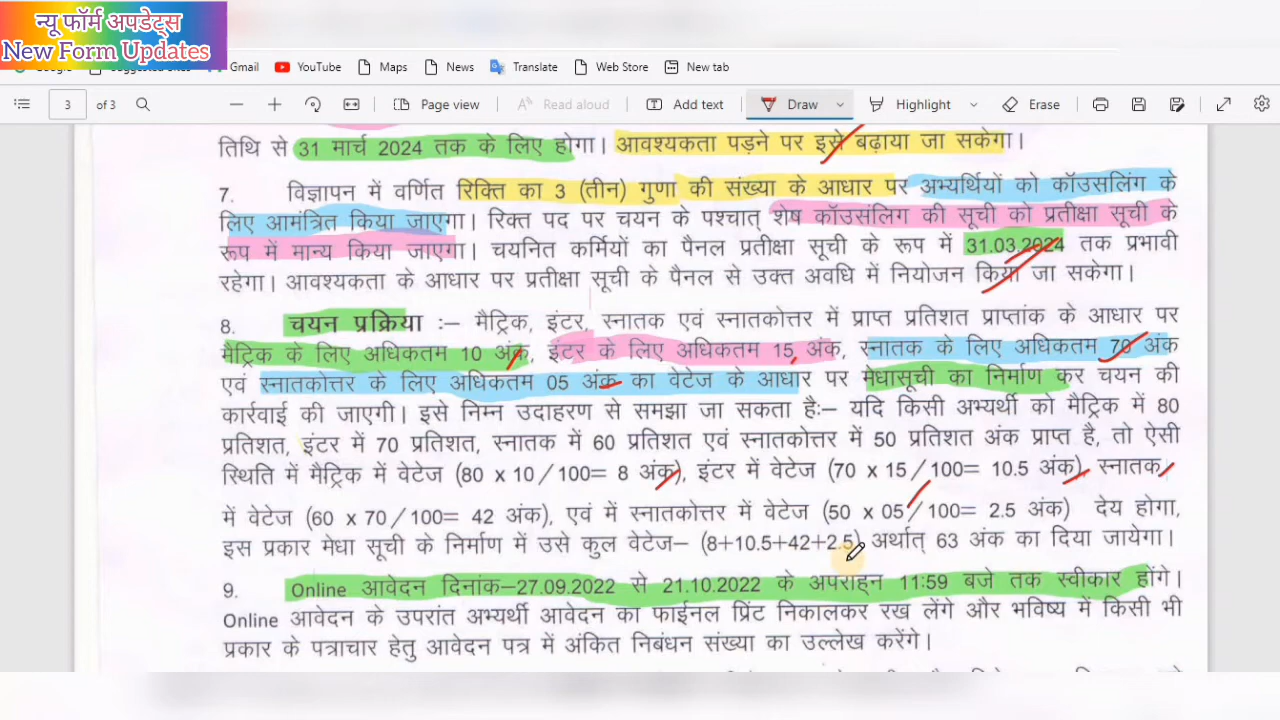 न्यू फॉर्म अपडेट्स
New Form Updates
Gmail YouTube Maps News Translate Web Store New tab
3 of 3 Page view Read aloud Add text Draw Highlight Erase
तिथि से 31 मार्च 2024 तक के लिए होगा। आवश्यकता पड़ने पर इसे बढ़ाया जा सकेगा।
7. विज्ञापन में वर्णित रिक्ति का 3 (तीन) गुणा की संख्या के आधार पर अभ्यर्थियों को कॉउसलिंग के
लिए आमंत्रित किया जाएगा। रिक्त पद पर चयन के पश्चात् शेष कॉउसंलिग की सूची को प्रतीक्षा सूची के
रूप में मान्य किया जाएगा। चयनित कर्मियों का पैनल प्रतीक्षा सूची के रूप में 31.03.2024 तक प्रभावी
रहेगा। आवश्यकता के आधार पर प्रतीक्षा सूची के पैनल से उक्त अवधि में नियोजन किया जा सकेगा।
8. चयन प्रक्रिया :– मैट्रिक, इंटर, स्नातक एवं स्नातकोत्तर में प्राप्त प्रतिशत प्राप्तांक के आधार पर
मैट्रिक के लिए अधिकतम 10 अंक, इंटर के लिए अधिकतम 15 अंक, स्नातक के लिए अधिकतम 70 अंक
एवं स्नातकोत्तर के लिए अधिकतम 05 अंक का वेटेज के आधार पर मेधासूची का निर्माण कर चयन की
कार्रवाई की जाएगी। इसे निम्न उदाहरण से समझा जा सकता है:– यदि किसी अभ्यर्थी को मैट्रिक में 80
प्रतिशत, इंटर में 70 प्रतिशत, स्नातक में 60 प्रतिशत एवं स्नातकोत्तर में 50 प्रतिशत अंक प्राप्त है, तो ऐसी
स्थिति में मैट्रिक में वेटेज (80 x 10/100= 8 अंक), इंटर में वेटेज (70 x 15/100= 10.5 अंक), स्नातक
में वेटेज (60 x 70/100= 42 अंक), एवं में स्नातकोत्तर में वेटेज (50 x 05/100= 2.5 अंक) देय होगा,
इस प्रकार मेधा सूची के निर्माण में उसे कुल वेटेज– (8+10.5+42+2.5) अर्थात् 63 अंक का दिया जायेगा।
9. Online आवेदन दिनांक–27.09.2022 से 21.10.2022 के अपराह्न 11:59 बजे तक स्वीकार होंगे।
Online आवेदन के उपरांत अभ्यर्थी आवेदन का फाईनल प्रिंट निकालकर रख लेंगे और भविष्य में किसी भी
प्रकार के पत्राचार हेतु आवेदन पत्र में अंकित निबंधन संख्या का उल्लेख करेंगे।